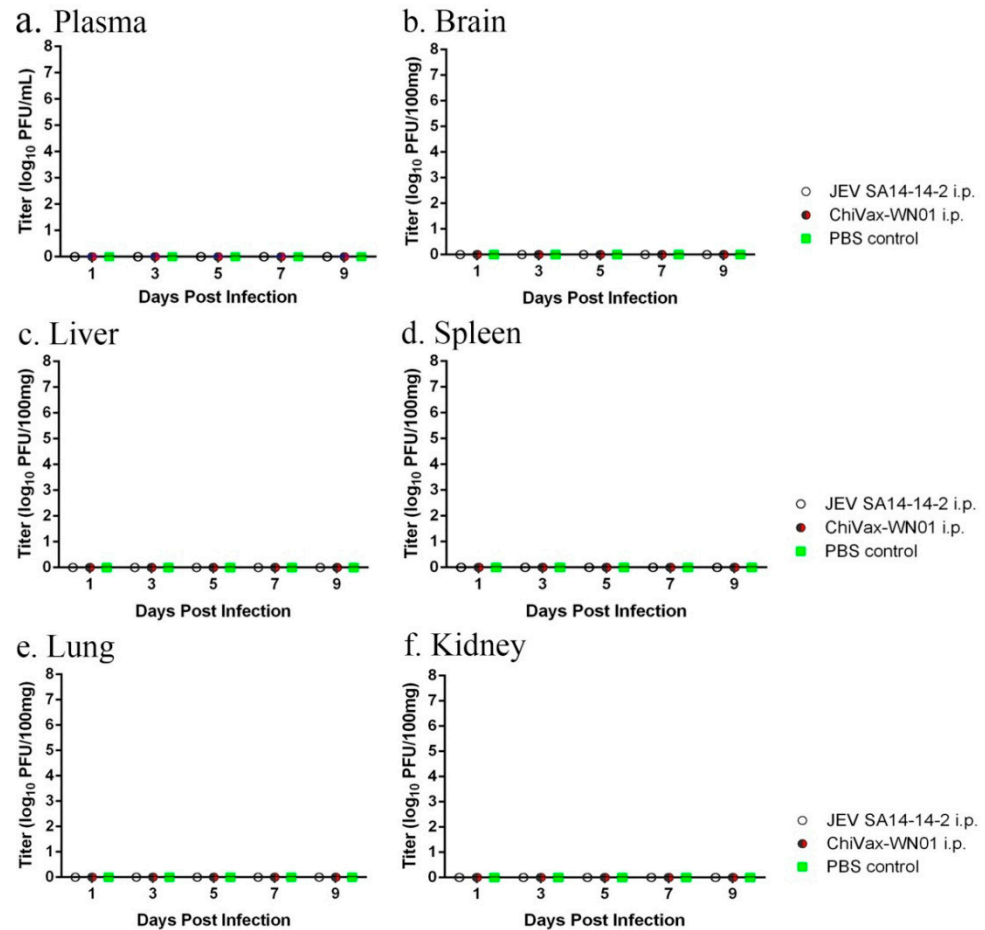 a. Plasma
Titer (log10 PFU/mL)
8
7
6
5
4
3
2
1
0
1 3 5 7 9
Days Post Infection
b. Brain
Titer (log10 PFU/100mg)
8
7
6
5
4
3
2
1
0
1 3 5 7 9
Days Post Infection
JEV SA14-14-2 i.p.
ChiVax-WN01 i.p.
PBS control
c. Liver
Titer (log10 PFU/100mg)
8
7
6
5
4
3
2
1
0
1 3 5 7 9
Days Post Infection
d. Spleen
Titer (log10 PFU/100mg)
8
7
6
5
4
3
2
1
0
1 3 5 7 9
Days Post Infection
JEV SA14-14-2 i.p.
ChiVax-WN01 i.p.
PBS control
e. Lung
Titer (log10 PFU/100mg)
8
7
6
5
4
3
2
1
0
1 3 5 7 9
Days Post Infection
f. Kidney
Titer (log10 PFU/100mg)
8
7
6
5
4
3
2
1
0
1 3 5 7 9
Days Post Infection
JEV SA14-14-2 i.p.
ChiVax-WN01 i.p.
PBS control